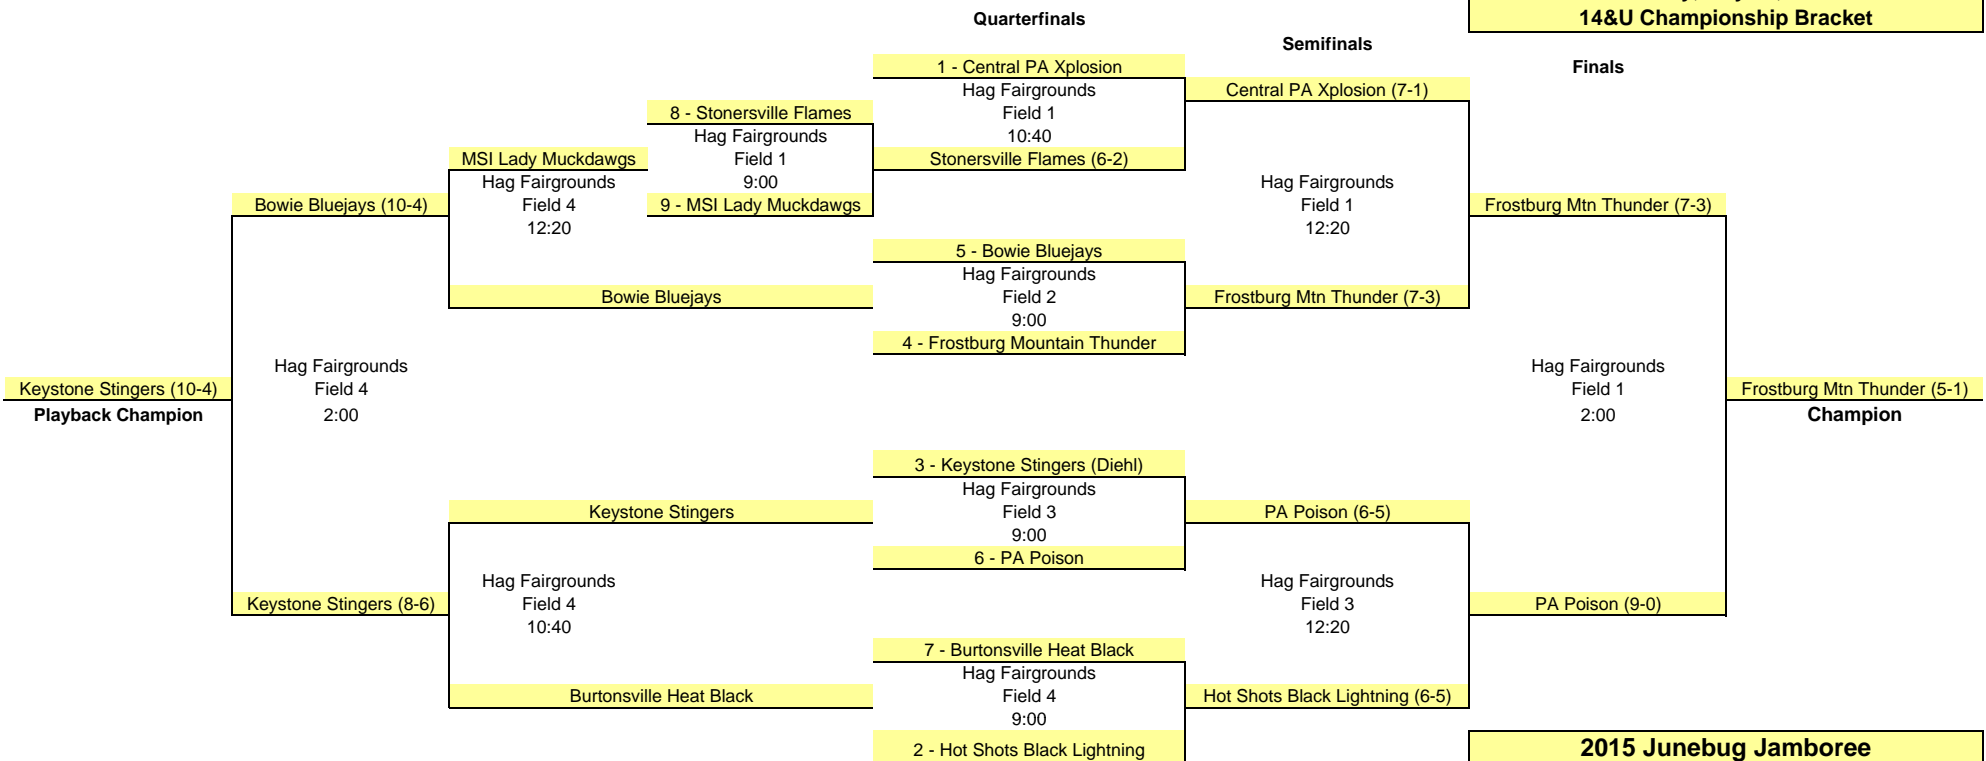 Quarterfinals
14&U Championship Bracket
Semifinals
Finals
1 - Central PA Xplosion
Hag Fairgrounds
Field 1
10:40
Stonersville Flames (6-2)
Central PA Xplosion (7-1)
8 - Stonersville Flames
Hag Fairgrounds
Field 1
9:00
9 - MSI Lady Muckdawgs
MSI Lady Muckdawgs
Hag Fairgrounds
Field 4
12:20
Bowie Bluejays (10-4)
Hag Fairgrounds
Field 1
12:20
Frostburg Mtn Thunder (7-3)
5 - Bowie Bluejays
Hag Fairgrounds
Field 2
9:00
4 - Frostburg Mountain Thunder
Bowie Bluejays
Frostburg Mtn Thunder (7-3)
Hag Fairgrounds
Field 4
2:00
Keystone Stingers (10-4)
Playback Champion
Hag Fairgrounds
Field 1
2:00
Frostburg Mtn Thunder (5-1)
Champion
3 - Keystone Stingers (Diehl)
Hag Fairgrounds
Field 3
9:00
6 - PA Poison
Keystone Stingers
PA Poison (6-5)
Hag Fairgrounds
Field 4
10:40
Keystone Stingers (8-6)
Hag Fairgrounds
Field 3
12:20
PA Poison (9-0)
7 - Burtonsville Heat Black
Hag Fairgrounds
Field 4
9:00
2 - Hot Shots Black Lightning
Burtonsville Heat Black
Hot Shots Black Lightning (6-5)
2015 Junebug Jamboree